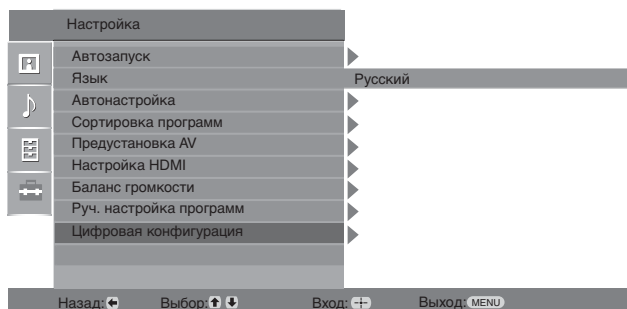 Настройка
Автозапуск
Язык Русский
Автонастройка
Сортировка программ
Предустановка AV
Настройка HDMI
Баланс громкости
Руч. настройка программ
Цифровая конфигурация
Назад: Выбор: Вход: Выход: MENU